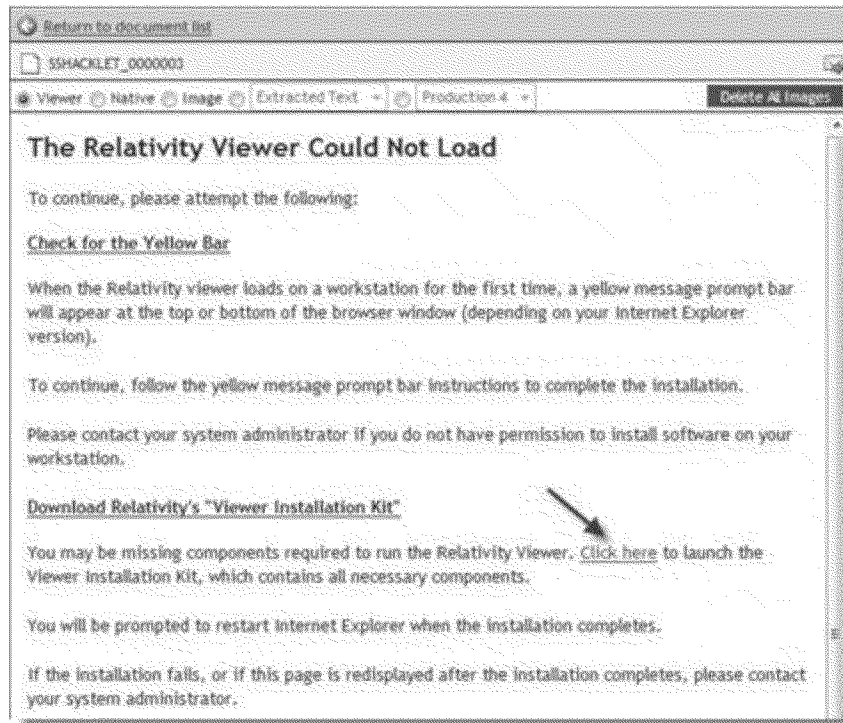 Return to document list
SSHACKLET_0000003
Viewer Native Image Extracted Text Production 4 Delete All Images
The Relativity Viewer Could Not Load
To continue, please attempt the following:
Check for the Yellow Bar
When the Relativity viewer loads on a workstation for the first time, a yellow message prompt bar
will appear at the top or bottom of the browser window (depending on your Internet Explorer
version).
To continue, follow the yellow message prompt bar instructions to complete the installation.
Please contact your system administrator if you do not have permission to install software on your
workstation.
Download Relativity's "Viewer Installation Kit"
You may be missing components required to run the Relativity Viewer. Click here to launch the
Viewer Installation Kit, which contains all necessary components.
You will be prompted to restart Internet Explorer when the installation completes.
If the installation fails, or if this page is redisplayed after the installation completes, please contact
your system administrator.